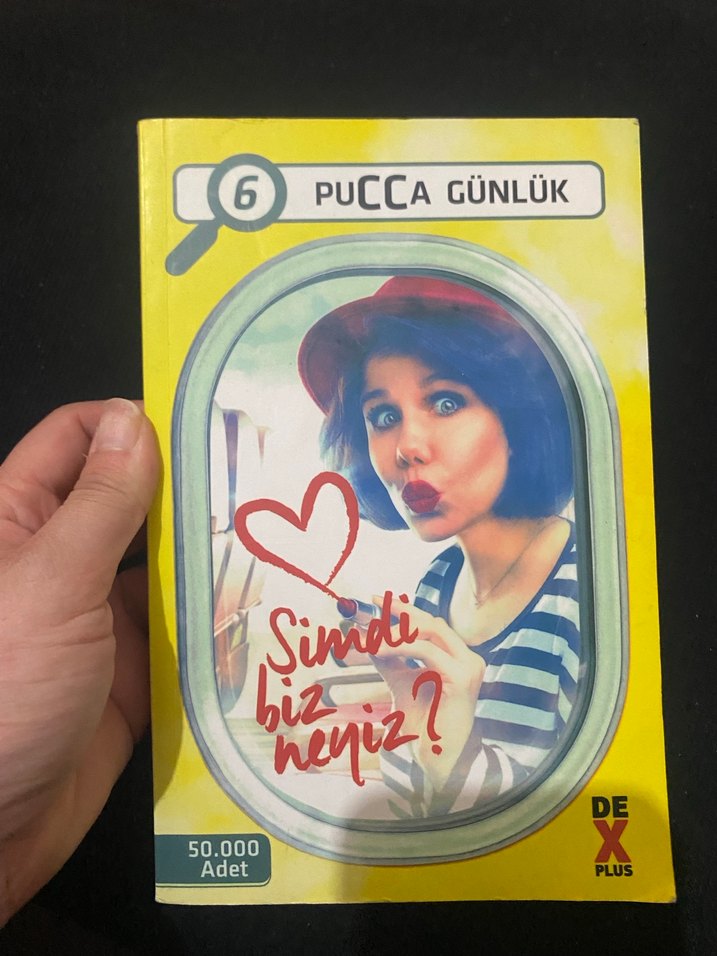 6
PUCCA GÜNLÜK
Şimdi
biz
neyiz?
50.000
Adet
DE
X
PLUS